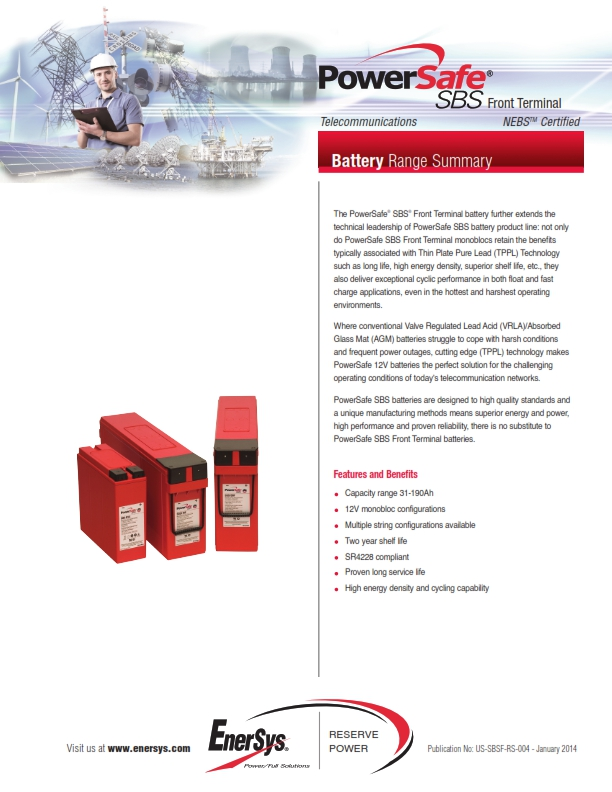 PowerSafe®
SBS Front Terminal
Telecommunications NEBS™ Certified
Battery Range Summary
The PowerSafe® SBS® Front Terminal battery further extends the
technical leadership of PowerSafe SBS battery product line: not only
do PowerSafe SBS Front Terminal monoblocs retain the benefits
typically associated with Thin Plate Pure Lead (TPPL) Technology
such as long life, high energy density, superior shelf life, etc., they
also deliver exceptional cyclic performance in both float and fast
charge applications, even in the hottest and harshest operating
environments.
Where conventional Valve Regulated Lead Acid (VRLA)/Absorbed
Glass Mat (AGM) batteries struggle to cope with harsh conditions
and frequent power outages, cutting edge (TPPL) technology makes
PowerSafe 12V batteries the perfect solution for the challenging
operating conditions of today's telecommunication networks.
PowerSafe SBS batteries are designed to high quality standards and
a unique manufacturing methods means superior energy and power,
high performance and proven reliability, there is no substitute to
PowerSafe SBS Front Terminal batteries.
Features and Benefits
• Capacity range 31-190Ah
• 12V monobloc configurations
• Multiple string configurations available
• Two year shelf life
• SR4228 compliant
• Proven long service life
• High energy density and cycling capability
Visit us at www.enersys.com
EnerSys®
Power/Full Solutions
RESERVE
POWER
Publication No: US-SBSF-RS-004 - January 2014